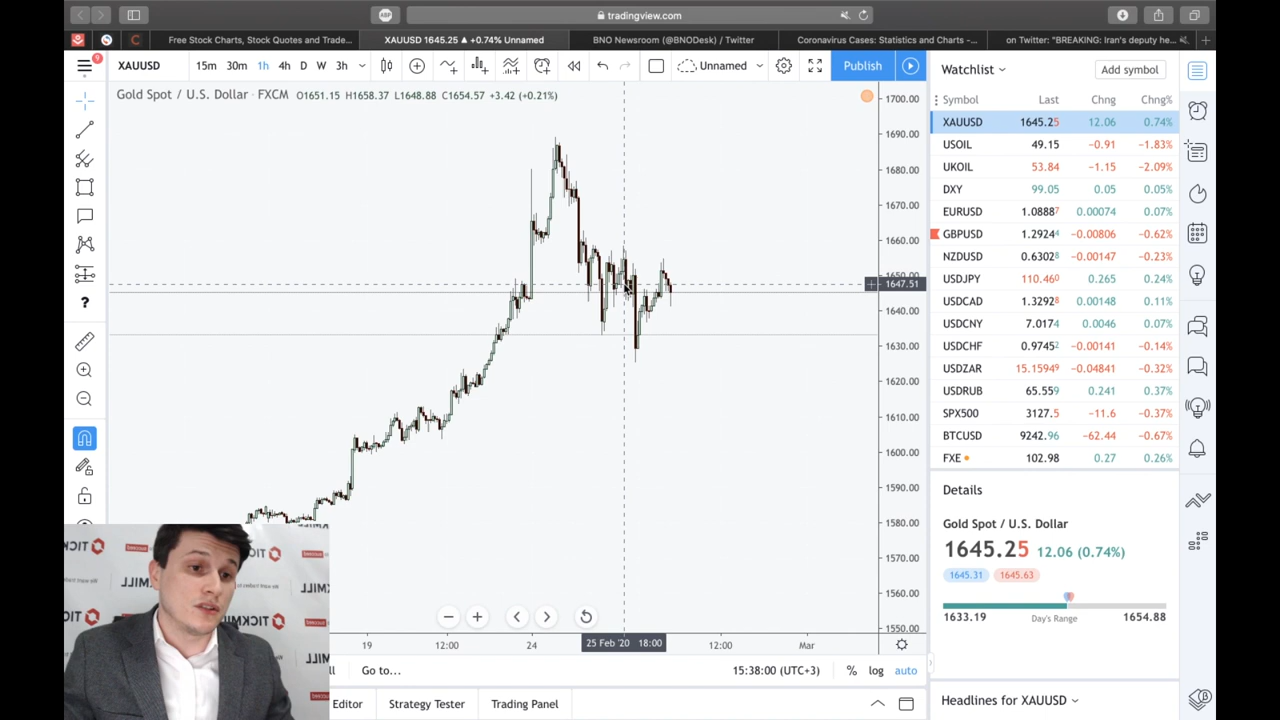 tradingview.com
ABP
Free Stock Charts, Stock Quotes and Trade...
XAUUSD 1645.25 ▲ +0.74% Unnamed
BNO Newsroom (@BNODesk) / Twitter
Coronavirus Cases: Statistics and Charts -...
on Twitter: "BREAKING: Iran's deputy he...
XAUUSD 15m 30m 1h 4h D W M 3h Unnamed Publish
Gold Spot / U.S. Dollar · FXCM O1651.15 H1658.37 L1648.88 C1654.57 +3.42 (+0.21%)
1700.00
1690.00
1680.00
1670.00
1660.00
1650.00
1647.51
1640.00
1630.00
1620.00
1610.00
1600.00
1590.00
1580.00
1570.00
1560.00
1550.00
19 12:00 24 25 Feb '20 18:00 12:00 Mar
Go to... 15:38:00 (UTC+3) % log auto
Editor Strategy Tester Trading Panel
Watchlist Add symbol
Symbol Last Chng Chng%
XAUUSD 1645.25 12.06 0.74%
USOIL 49.15 −0.91 −1.83%
UKOIL 53.84 −1.15 −2.09%
DXY 99.05 0.05 0.05%
EURUSD 1.08887 0.00074 0.07%
GBPUSD 1.29244 −0.00806 −0.62%
NZDUSD 0.63028 −0.00147 −0.23%
USDJPY 110.460 0.265 0.24%
USDCAD 1.32928 0.00148 0.11%
USDCNY 7.0174 0.0046 0.07%
USDCHF 0.97452 −0.00141 −0.14%
USDZAR 15.15949 −0.04841 −0.32%
USDRUB 65.559 0.241 0.37%
SPX500 3127.5 −11.6 −0.37%
BTCUSD 9242.96 −62.44 −0.67%
FXE 102.98 0.27 0.26%
Details
Gold Spot / U.S. Dollar
1645.25 12.06 (0.74%)
1645.31 1645.63
1633.19 Day's Range 1654.88
Headlines for XAUUSD